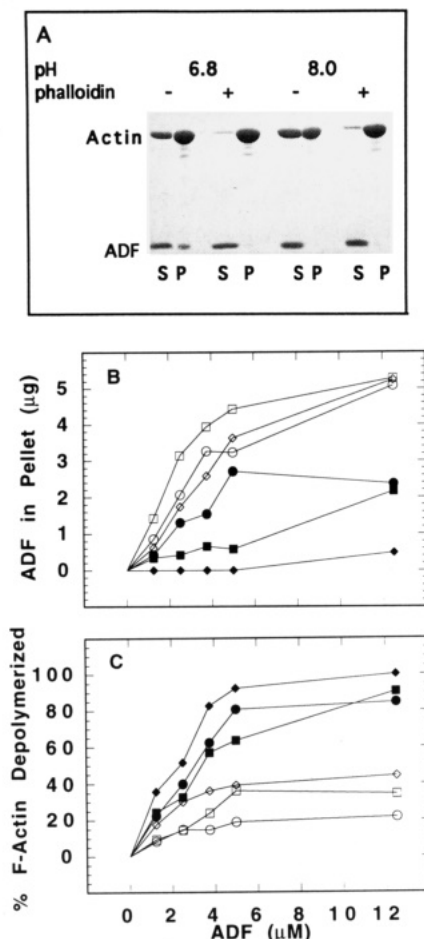 A
pH 6.8 8.0
phalloidin - + - +
Actin
ADF
S P S P S P S P
B
ADF in Pellet (µg)
5
4
3
2
1
0
C
% F-Actin Depolymerized
100
80
60
40
20
0
0 2 4 6 8 10 12
ADF (µM)